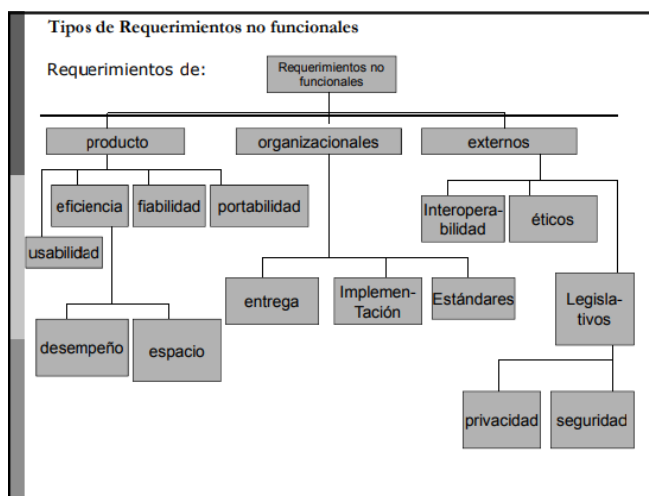 Tipos de Requerimientos no funcionales
Requerimientos de:
Requerimientos no
funcionales
producto
organizacionales
externos
eficiencia
fiabilidad
portabilidad
usabilidad
Interopera-
bilidad
éticos
entrega
Implemen-
Tación
Estándares
Legisla-
tivos
desempeño
espacio
privacidad
seguridad